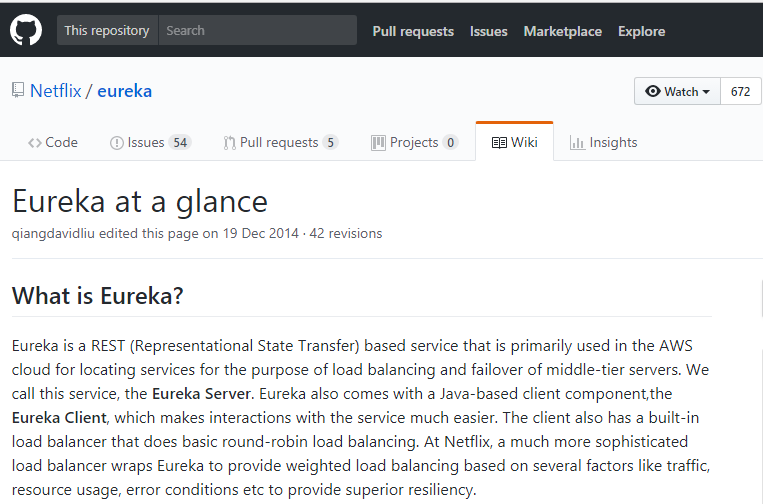 This repository Search Pull requests Issues Marketplace Explore
Netflix / eureka Watch 672
Code Issues 54 Pull requests 5 Projects 0 Wiki Insights
Eureka at a glance
qiangdavidliu edited this page on 19 Dec 2014 · 42 revisions
What is Eureka?
Eureka is a REST (Representational State Transfer) based service that is primarily used in the AWS
cloud for locating services for the purpose of load balancing and failover of middle-tier servers. We
call this service, the Eureka Server. Eureka also comes with a Java-based client component,the
Eureka Client, which makes interactions with the service much easier. The client also has a built-in
load balancer that does basic round-robin load balancing. At Netflix, a much more sophisticated
load balancer wraps Eureka to provide weighted load balancing based on several factors like traffic,
resource usage, error conditions etc to provide superior resiliency.